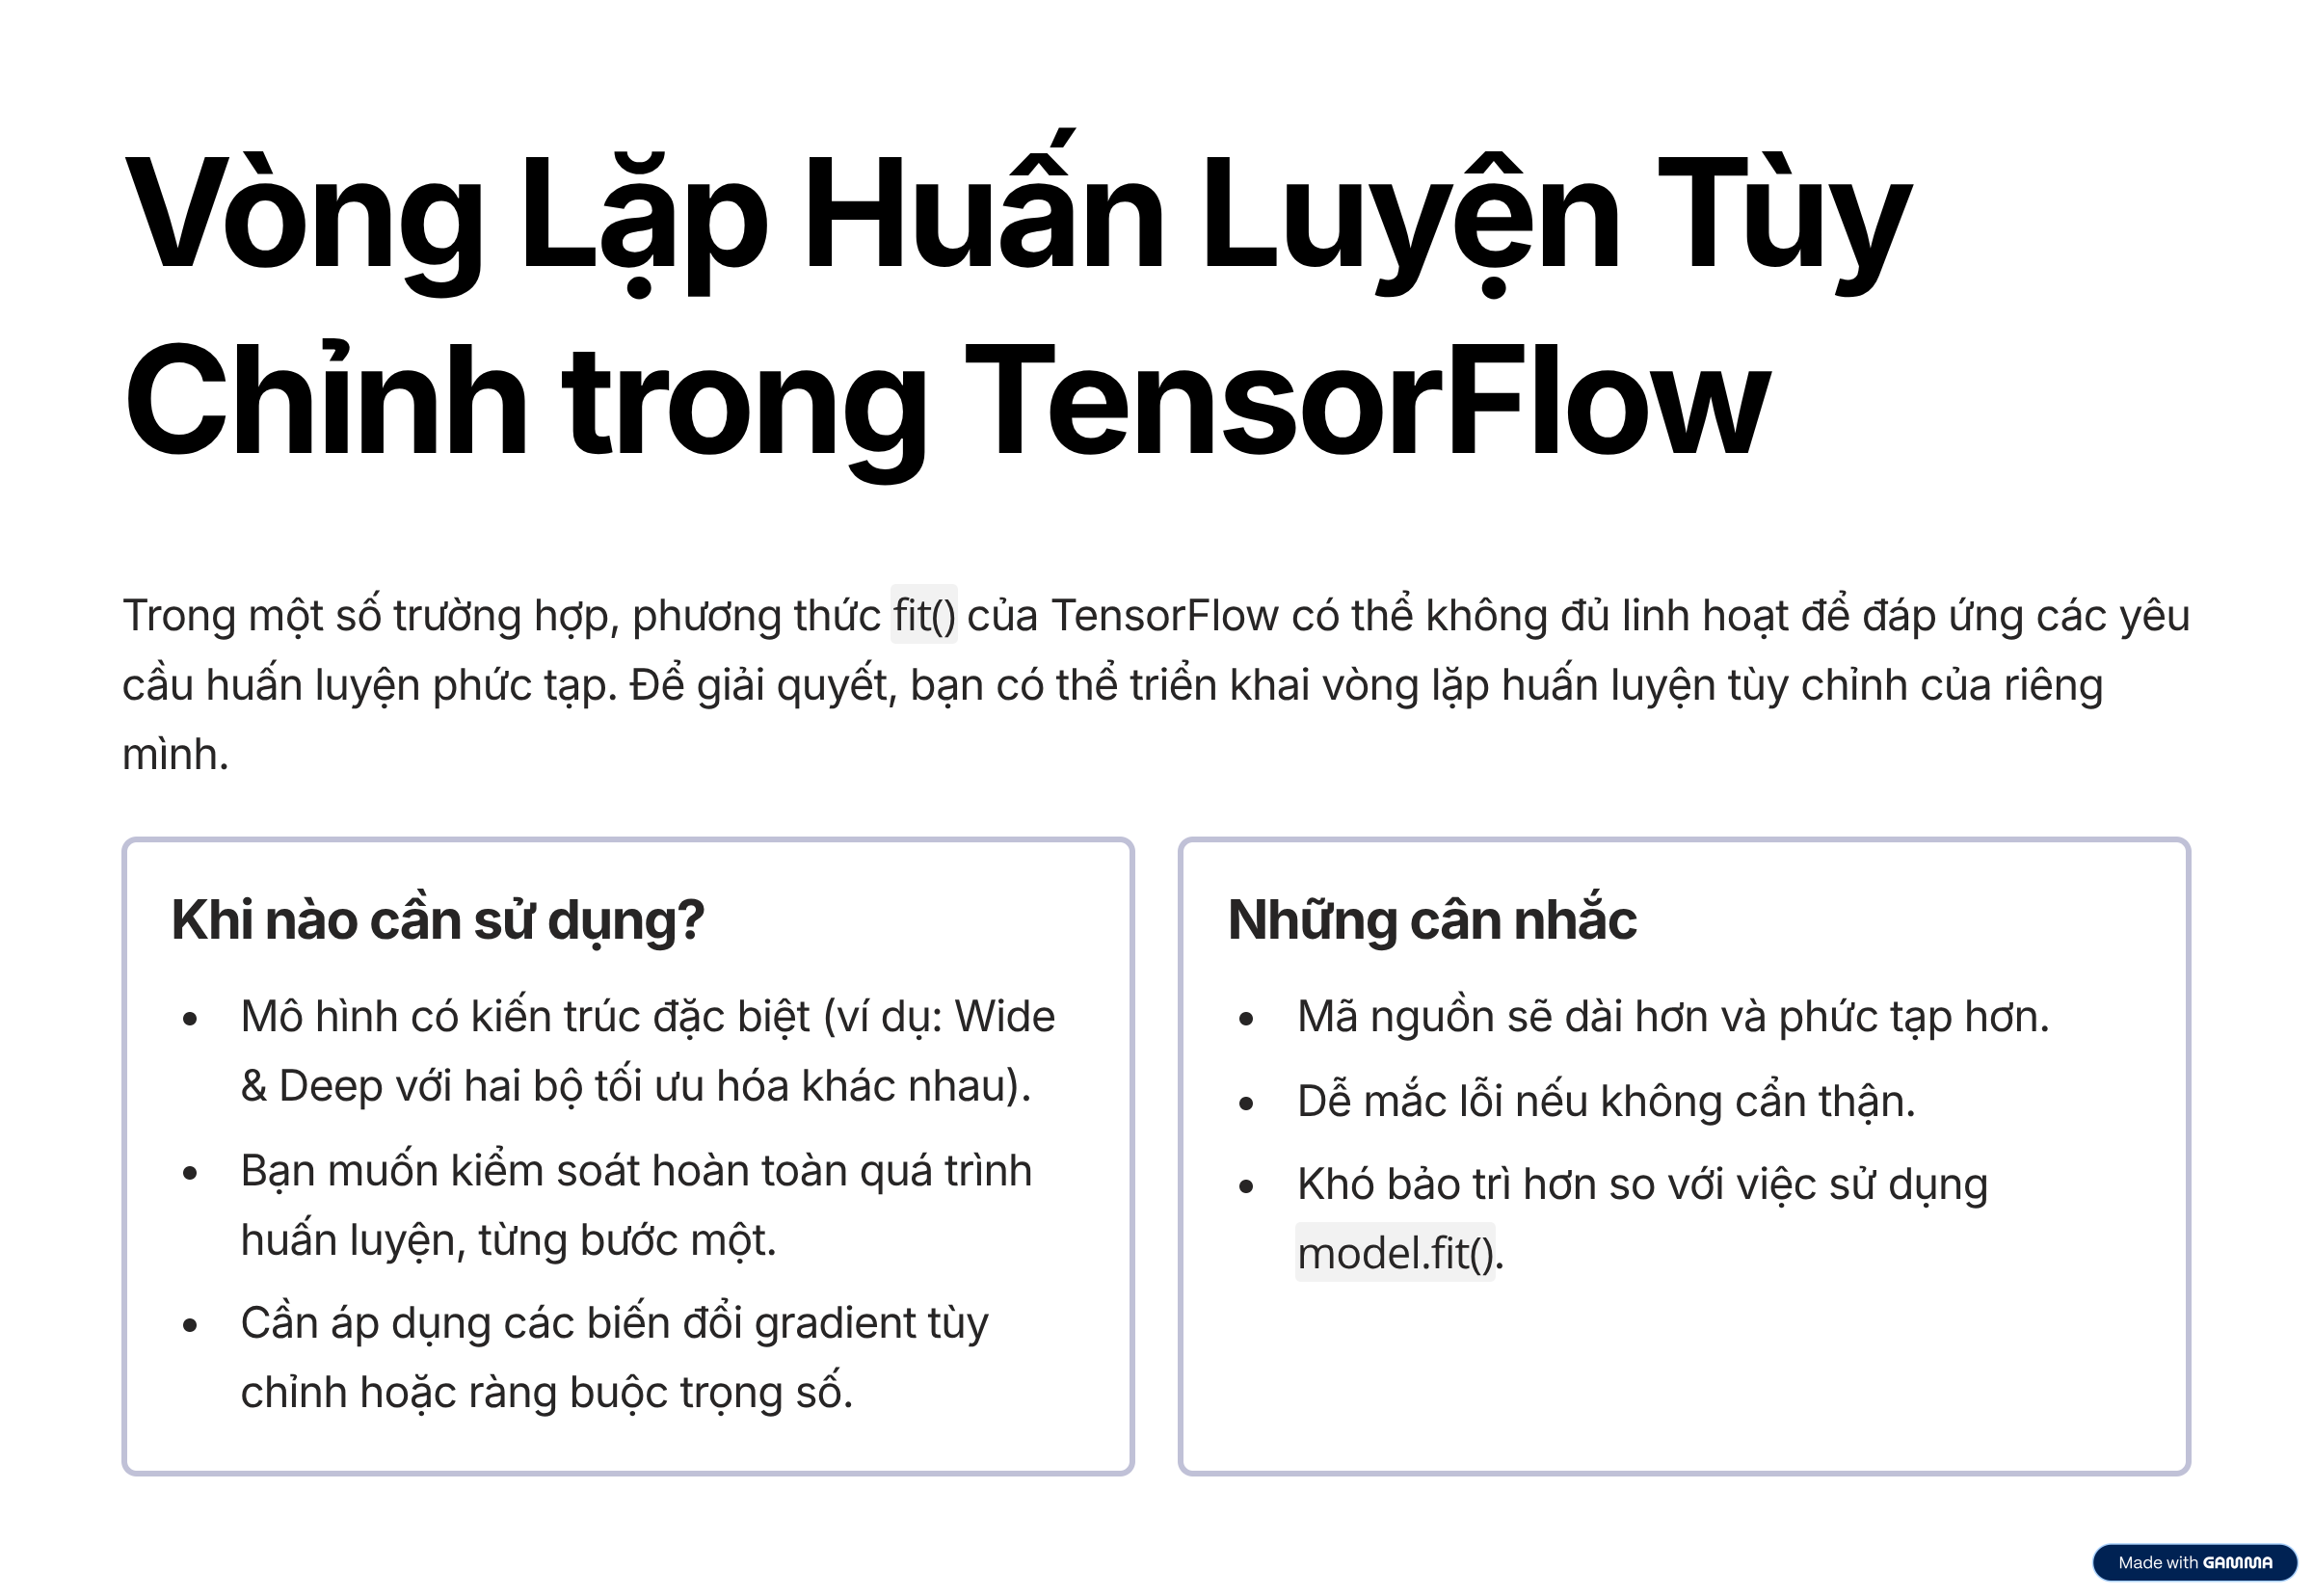 Vòng Lặp Huấn Luyện Tùy
Chỉnh trong TensorFlow
Trong một số trường hợp, phương thức fit() của TensorFlow có thể không đủ linh hoạt để đáp ứng các yêu
cầu huấn luyện phức tạp. Để giải quyết, bạn có thể triển khai vòng lặp huấn luyện tùy chỉnh của riêng
mình.
Khi nào cần sử dụng?
• Mô hình có kiến trúc đặc biệt (ví dụ: Wide
& Deep với hai bộ tối ưu hóa khác nhau).
• Bạn muốn kiểm soát hoàn toàn quá trình
huấn luyện, từng bước một.
• Cần áp dụng các biến đổi gradient tùy
chỉnh hoặc ràng buộc trọng số.
Những cân nhắc
• Mã nguồn sẽ dài hơn và phức tạp hơn.
• Dễ mắc lỗi nếu không cẩn thận.
• Khó bảo trì hơn so với việc sử dụng
model.fit().
Made with GAMMA